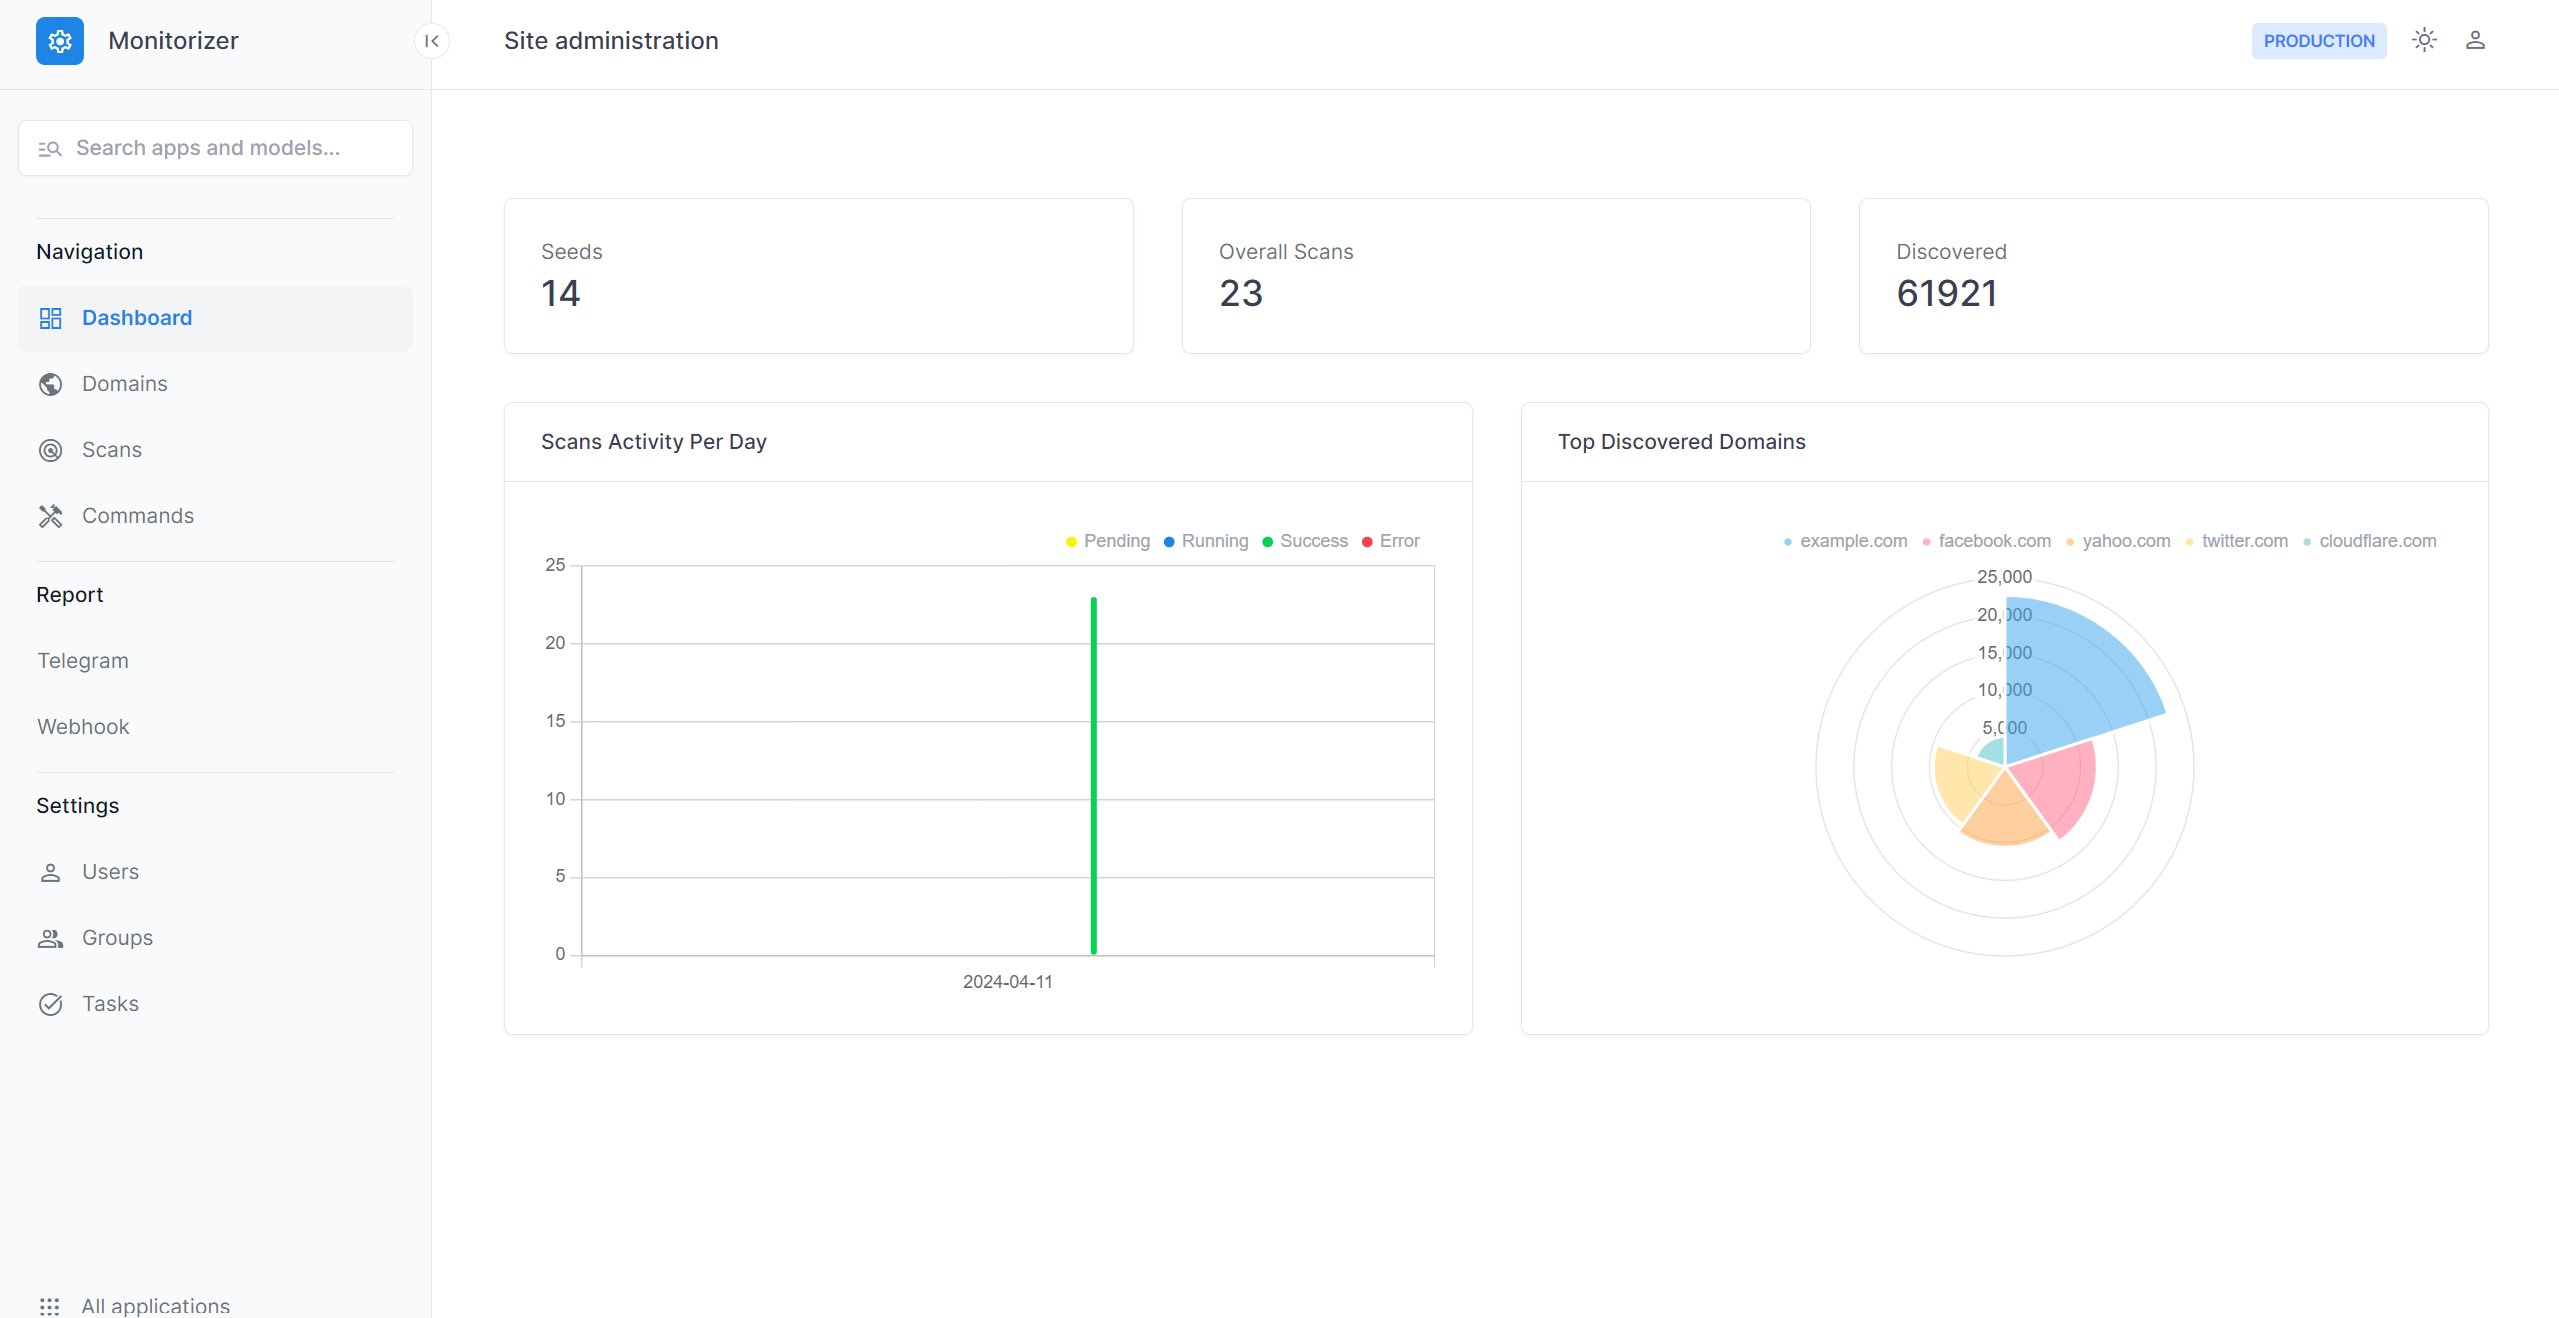 Monitorizer
Site administration
PRODUCTION
Search apps and models...
Navigation
Dashboard
Domains
Scans
Commands
Report
Telegram
Webhook
Settings
Users
Groups
Tasks
All applications
Seeds
14
Overall Scans
23
Discovered
61921
Scans Activity Per Day
Pending Running Success Error
25
20
15
10
5
0
2024-04-11
Top Discovered Domains
example.com facebook.com yahoo.com twitter.com cloudflare.com
25,000
20,000
15,000
10,000
5,000